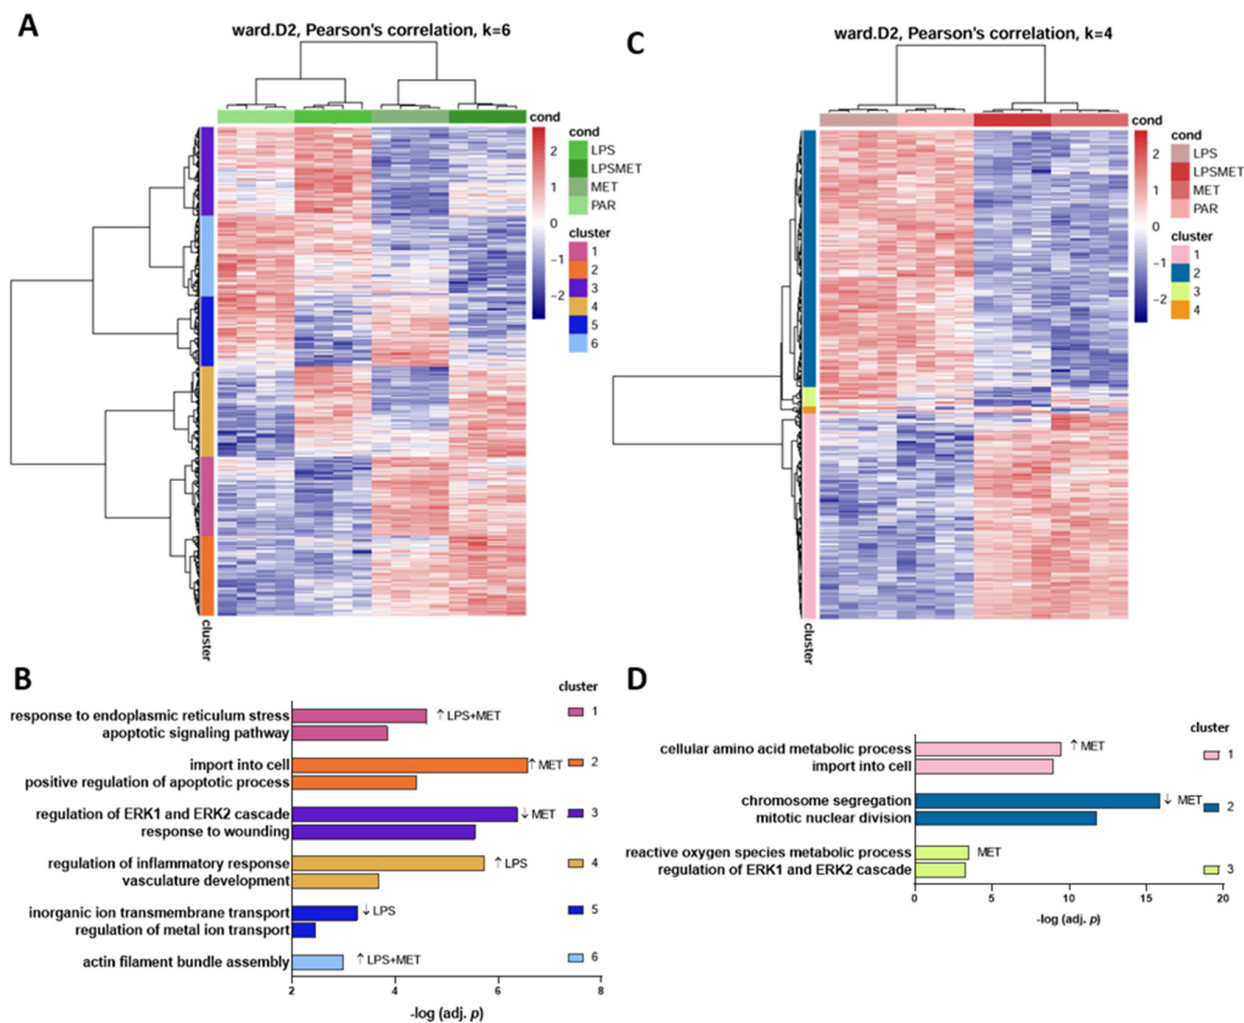 A
ward.D2, Pearson's correlation, k=6
cond
2
1
0
−1
−2
cond
LPS
LPSMET
MET
PAR
cluster
1
2
3
4
5
6
cluster
C
ward.D2, Pearson's correlation, k=4
cond
2
1
0
−1
−2
cond
LPS
LPSMET
MET
PAR
cluster
1
2
3
4
cluster
B
cluster
response to endoplasmic reticulum stress ↑ LPS+MET 1
apoptotic signaling pathway
import into cell ↑ MET 2
positive regulation of apoptotic process
regulation of ERK1 and ERK2 cascade ↓ MET 3
response to wounding
regulation of inflammatory response ↑ LPS 4
vasculature development
inorganic ion transmembrane transport ↓ LPS 5
regulation of metal ion transport
actin filament bundle assembly ↑ LPS+MET 6
2 4 6 8
-log (adj. p)
D
cluster
cellular amino acid metabolic process ↑ MET 1
import into cell
chromosome segregation ↓ MET 2
mitotic nuclear division
reactive oxygen species metabolic process MET 3
regulation of ERK1 and ERK2 cascade
0 5 10 15 20
-log (adj. p)